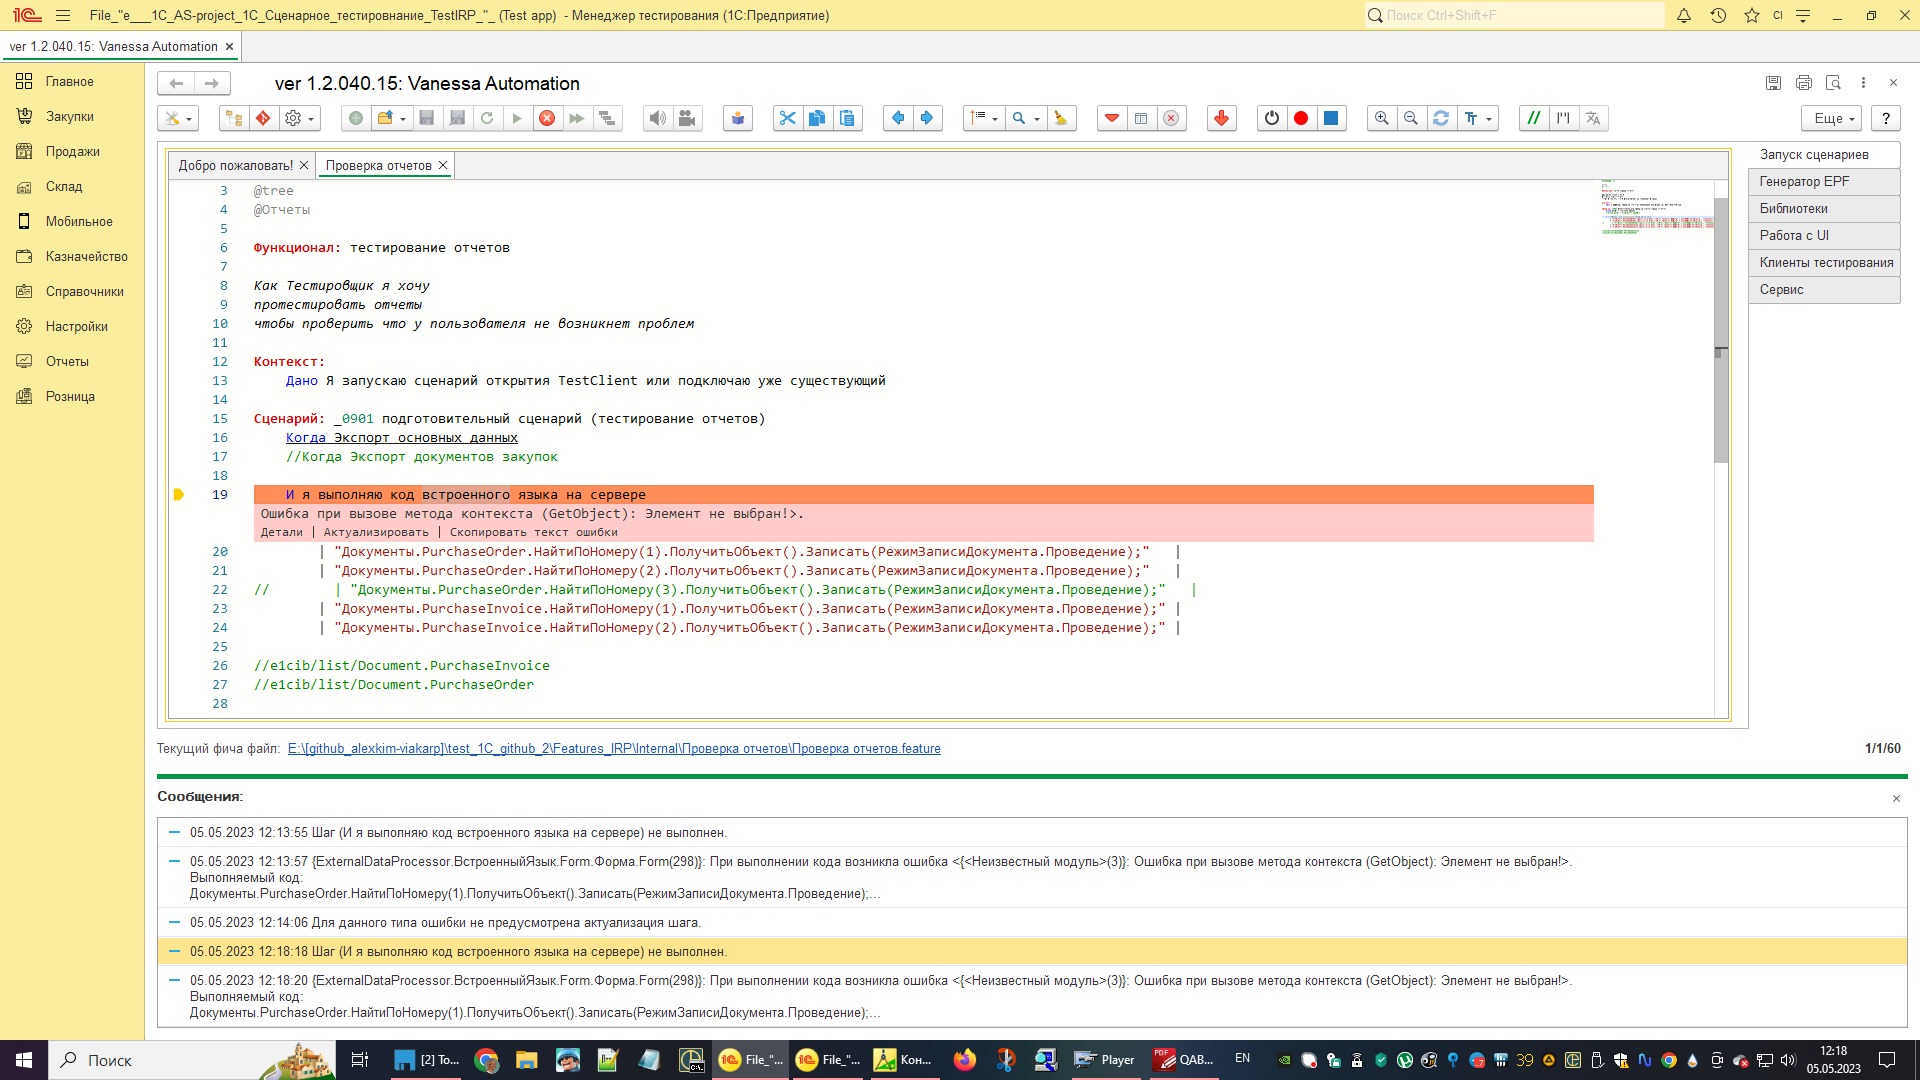 File_"e___1C_AS-project_1C_Сценарное_тестировнание_TestIRP_"_ (Test app) - Менеджер тестирования (1С:Предприятие)
Поиск Ctrl+Shift+F
CI
ver 1.2.040.15: Vanessa Automation
Главное
Закупки
Продажи
Склад
Мобильное
Казначейство
Справочники
Настройки
Отчеты
Розница
ver 1.2.040.15: Vanessa Automation
Еще
?
Добро пожаловать!
Проверка отчетов
3 @tree
4 @Отчеты
5
6 Функционал: тестирование отчетов
7
8 Как Тестировщик я хочу
9 протестировать отчеты
10 чтобы проверить что у пользователя не возникнет проблем
11
12 Контекст:
13 Дано Я запускаю сценарий открытия TestClient или подключаю уже существующий
14
15 Сценарий: _0901 подготовительный сценарий (тестирование отчетов)
16 Когда Экспорт основных данных
17 //Когда Экспорт документов закупок
18
19 И я выполняю код встроенного языка на сервере
Ошибка при вызове метода контекста (GetObject): Элемент не выбран!>.
Детали | Актуализировать | Скопировать текст ошибки
20 | "Документы.PurchaseOrder.НайтиПоНомеру(1).ПолучитьОбъект().Записать(РежимЗаписиДокумента.Проведение);" |
21 | "Документы.PurchaseOrder.НайтиПоНомеру(2).ПолучитьОбъект().Записать(РежимЗаписиДокумента.Проведение);" |
22 // | "Документы.PurchaseOrder.НайтиПоНомеру(3).ПолучитьОбъект().Записать(РежимЗаписиДокумента.Проведение);" |
23 | "Документы.PurchaseInvoice.НайтиПоНомеру(1).ПолучитьОбъект().Записать(РежимЗаписиДокумента.Проведение);" |
24 | "Документы.PurchaseInvoice.НайтиПоНомеру(2).ПолучитьОбъект().Записать(РежимЗаписиДокумента.Проведение);" |
25
26 //e1cib/list/Document.PurchaseInvoice
27 //e1cib/list/Document.PurchaseOrder
28
Запуск сценариев
Генератор EPF
Библиотеки
Работа с UI
Клиенты тестирования
Сервис
Текущий фича файл: E:\[github_alexkim-viakarp]\test_1C_github_2\Features_IRP\Internal\Проверка отчетов\Проверка отчетов.feature
1/1/60
Сообщения:
05.05.2023 12:13:55 Шаг (И я выполняю код встроенного языка на сервере) не выполнен.
05.05.2023 12:13:57 {ExternalDataProcessor.ВстроенныйЯзык.Form.Форма.Form(298)}: При выполнении кода возникла ошибка <{<Неизвестный модуль>(3)}: Ошибка при вызове метода контекста (GetObject): Элемент не выбран!>.
Выполняемый код:
Документы.PurchaseOrder.НайтиПоНомеру(1).ПолучитьОбъект().Записать(РежимЗаписиДокумента.Проведение);...
05.05.2023 12:14:06 Для данного типа ошибки не предусмотрена актуализация шага.
05.05.2023 12:18:18 Шаг (И я выполняю код встроенного языка на сервере) не выполнен.
05.05.2023 12:18:20 {ExternalDataProcessor.ВстроенныйЯзык.Form.Форма.Form(298)}: При выполнении кода возникла ошибка <{<Неизвестный модуль>(3)}: Ошибка при вызове метода контекста (GetObject): Элемент не выбран!>.
Выполняемый код:
Документы.PurchaseOrder.НайтиПоНомеру(1).ПолучитьОбъект().Записать(РежимЗаписиДокумента.Проведение);...
Поиск
[2] To...
File_"...
File_"...
Кон...
Player
QAB...
EN
39
12:18
05.05.2023